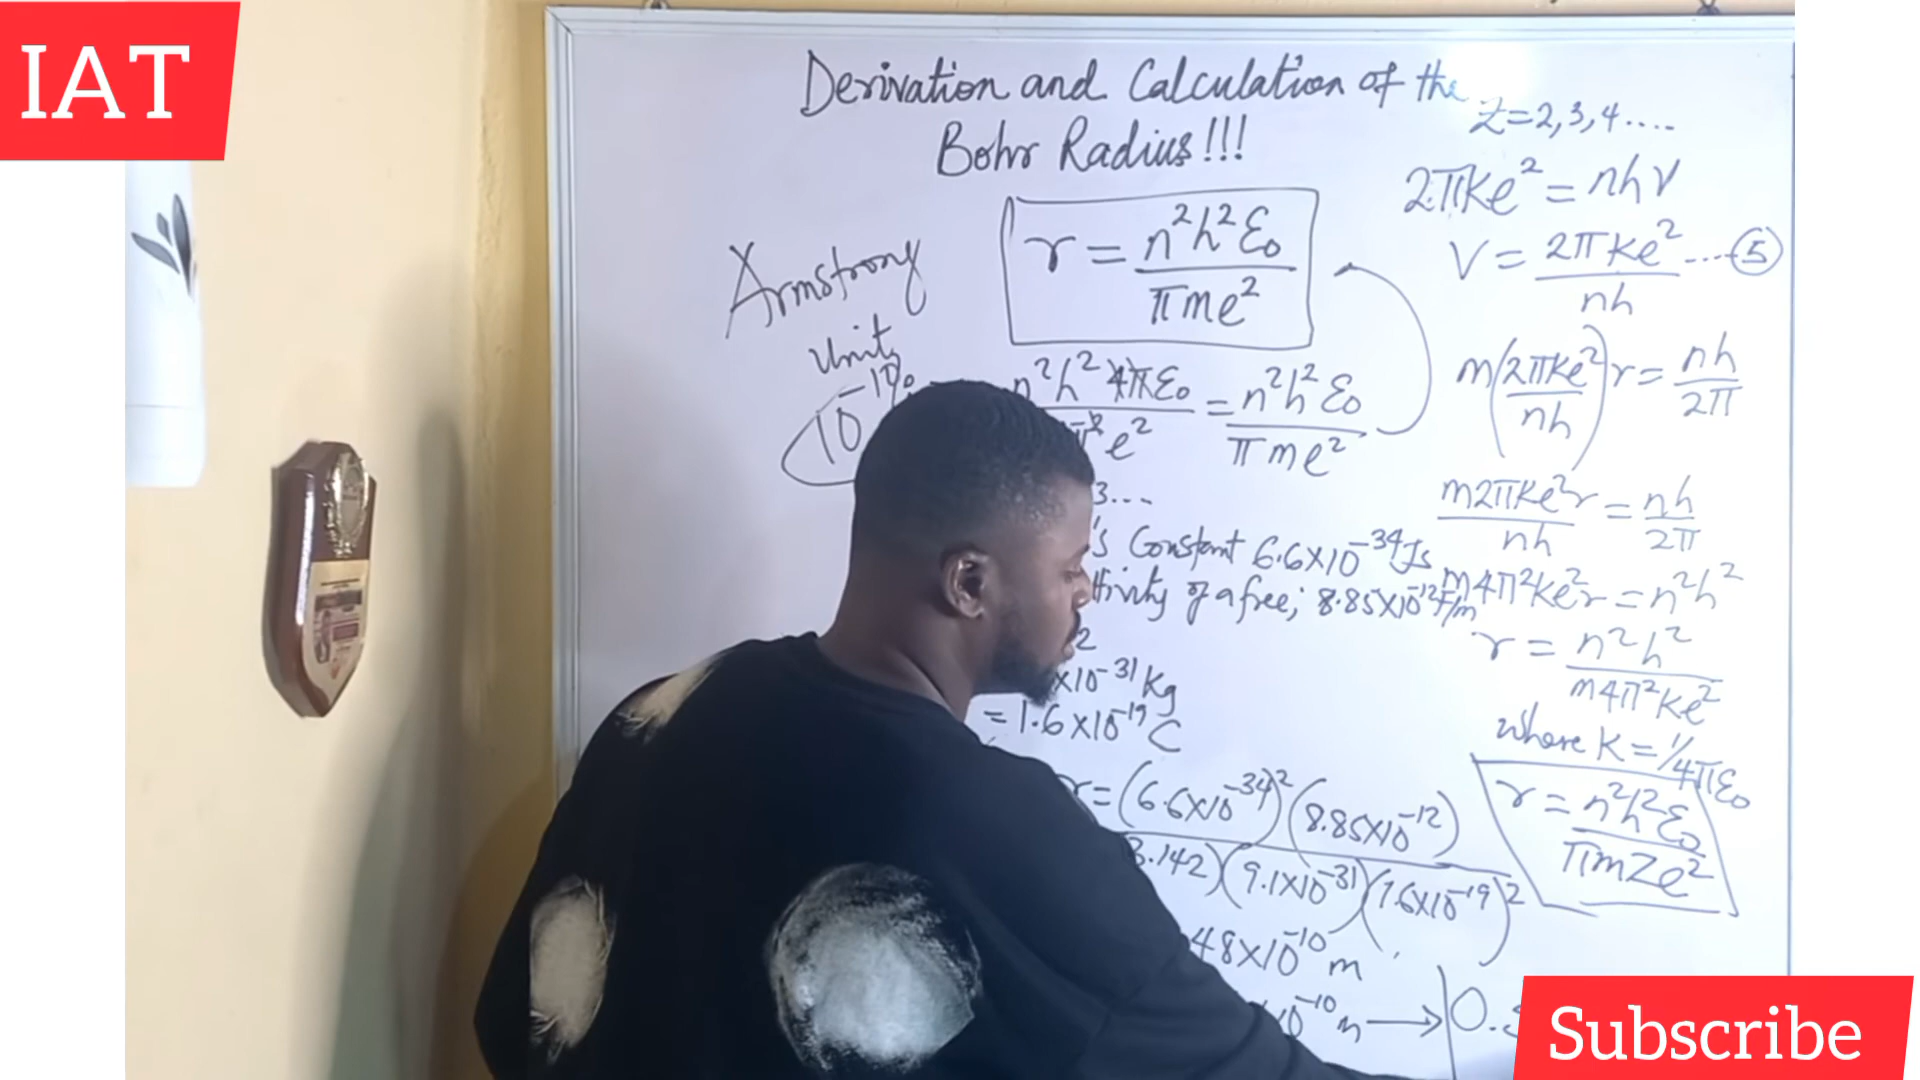 IAT
Derivation and Calculation of the
Bohr Radius!!!
r = n²h²ε₀ / πme²
Armstrong
Unit
10⁻¹⁰
n²h²4πε₀ / e² = n²h²ε₀ / πme²
3...
's Constant 6.6×10⁻³⁴Js
tivity of a free; 8.85×10⁻¹²F/m
2
×10⁻³¹Kg
= 1.6×10⁻¹⁹C
r = (6.6×10⁻³⁴)²(8.85×10⁻¹²)
3.142)(9.1×10⁻³¹)(1.6×10⁻¹⁹)²
48×10⁻¹⁰m
×10⁻¹⁰m → 0.
Z=2,3,4....
2πKe² = nhV
V = 2πKe² / nh ....⑤
m(2πKe² / nh)r = nh / 2π
m2πKe²r / nh = nh / 2π
m4π²Ke²r = n²h²
r = n²h² / m4π²Ke²
where K = 1/4πε₀
r = n²h²ε₀ / πmZe²
Subscribe